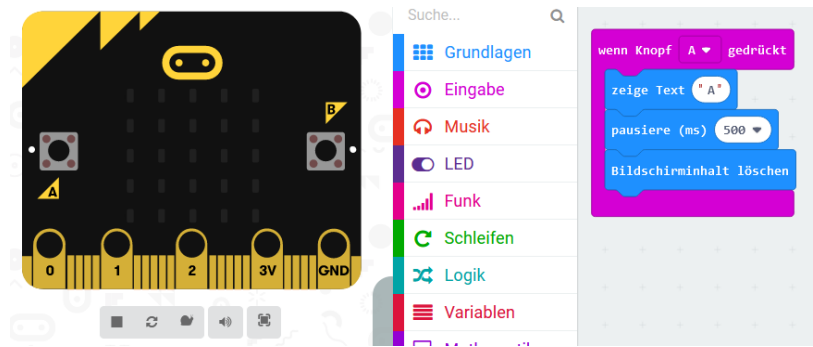 B
A
0 1 2 3V GND
Suche...
Grundlagen
Eingabe
Musik
LED
Funk
Schleifen
Logik
Variablen
Mathematik
wenn Knopf A gedrückt
zeige Text "A"
pausiere (ms) 500
Bildschirminhalt löschen